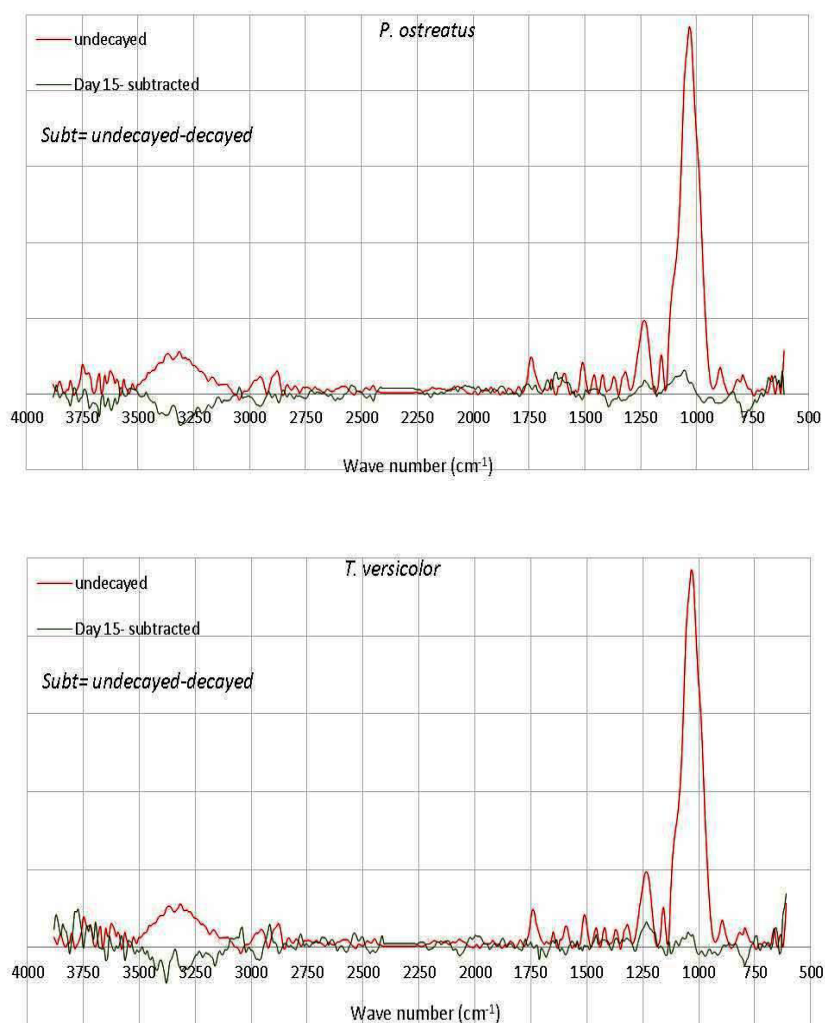 P. ostreatus
undecayed
Day 15- subtracted
Subt= undecayed-decayed
4000 3750 3500 3250 3000 2750 2500 2250 2000 1750 1500 1250 1000 750 500
Wave number (cm⁻¹)
T. versicolor
undecayed
Day 15- subtracted
Subt= undecayed-decayed
4000 3750 3500 3250 3000 2750 2500 2250 2000 1750 1500 1250 1000 750 500
Wave number (cm⁻¹)